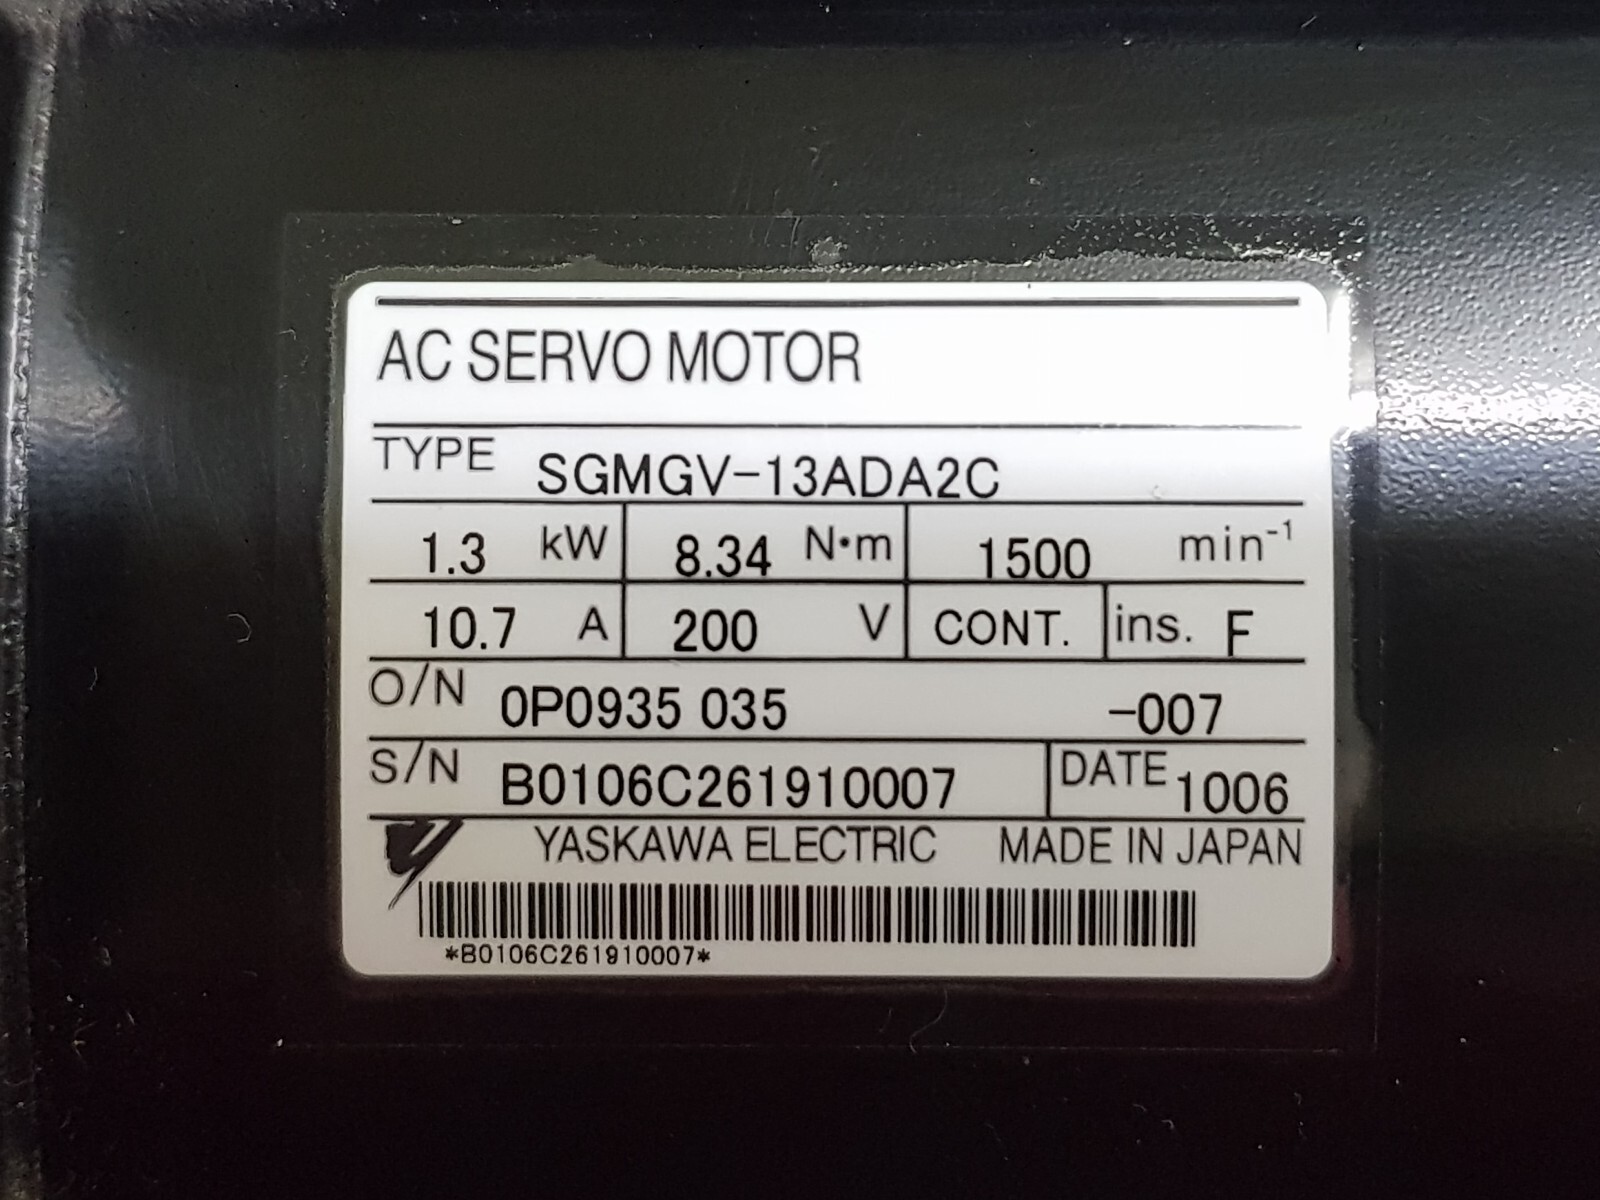 AC SERVO MOTOR
TYPE SGMGV-13ADA2C
1.3 kW 8.34 N•m 1500 min⁻¹
10.7 A 200 V CONT. ins. F
O/N 0P0935 035 -007
S/N B0106C261910007 DATE 1006
YASKAWA ELECTRIC MADE IN JAPAN
*B0106C261910007*